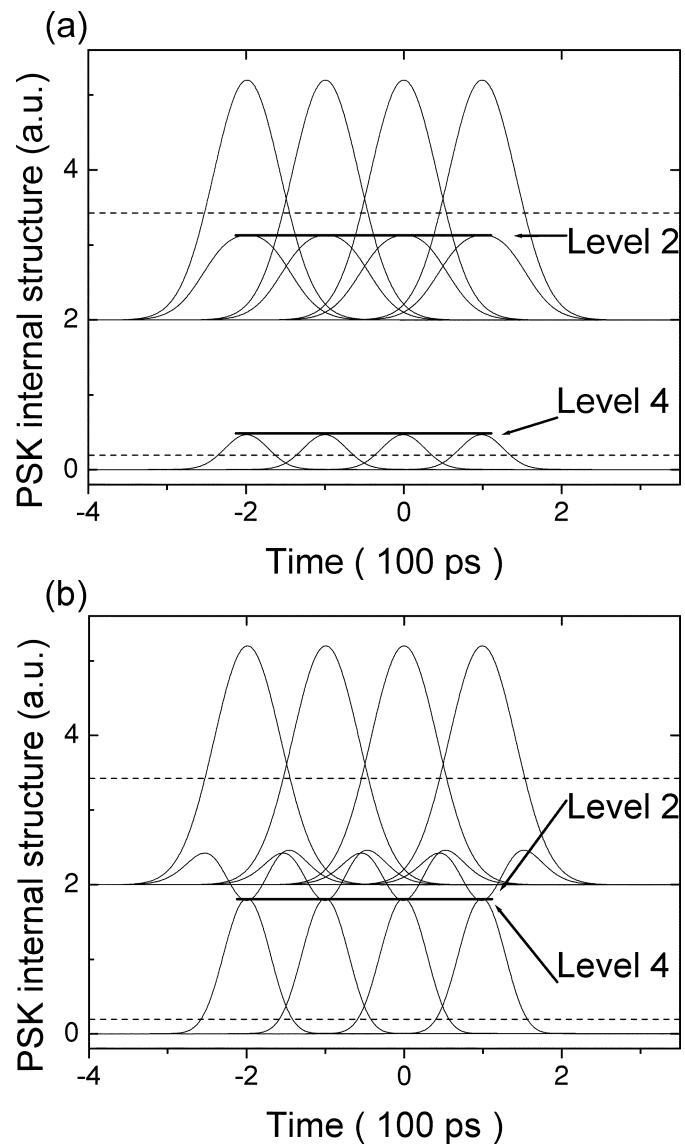 (a)
PSK internal structure (a.u.)
4
2
0
Level 2
Level 4
-4
-2
0
2
Time ( 100 ps )
(b)
PSK internal structure (a.u.)
4
2
0
Level 2
Level 4
-4
-2
0
2
Time ( 100 ps )